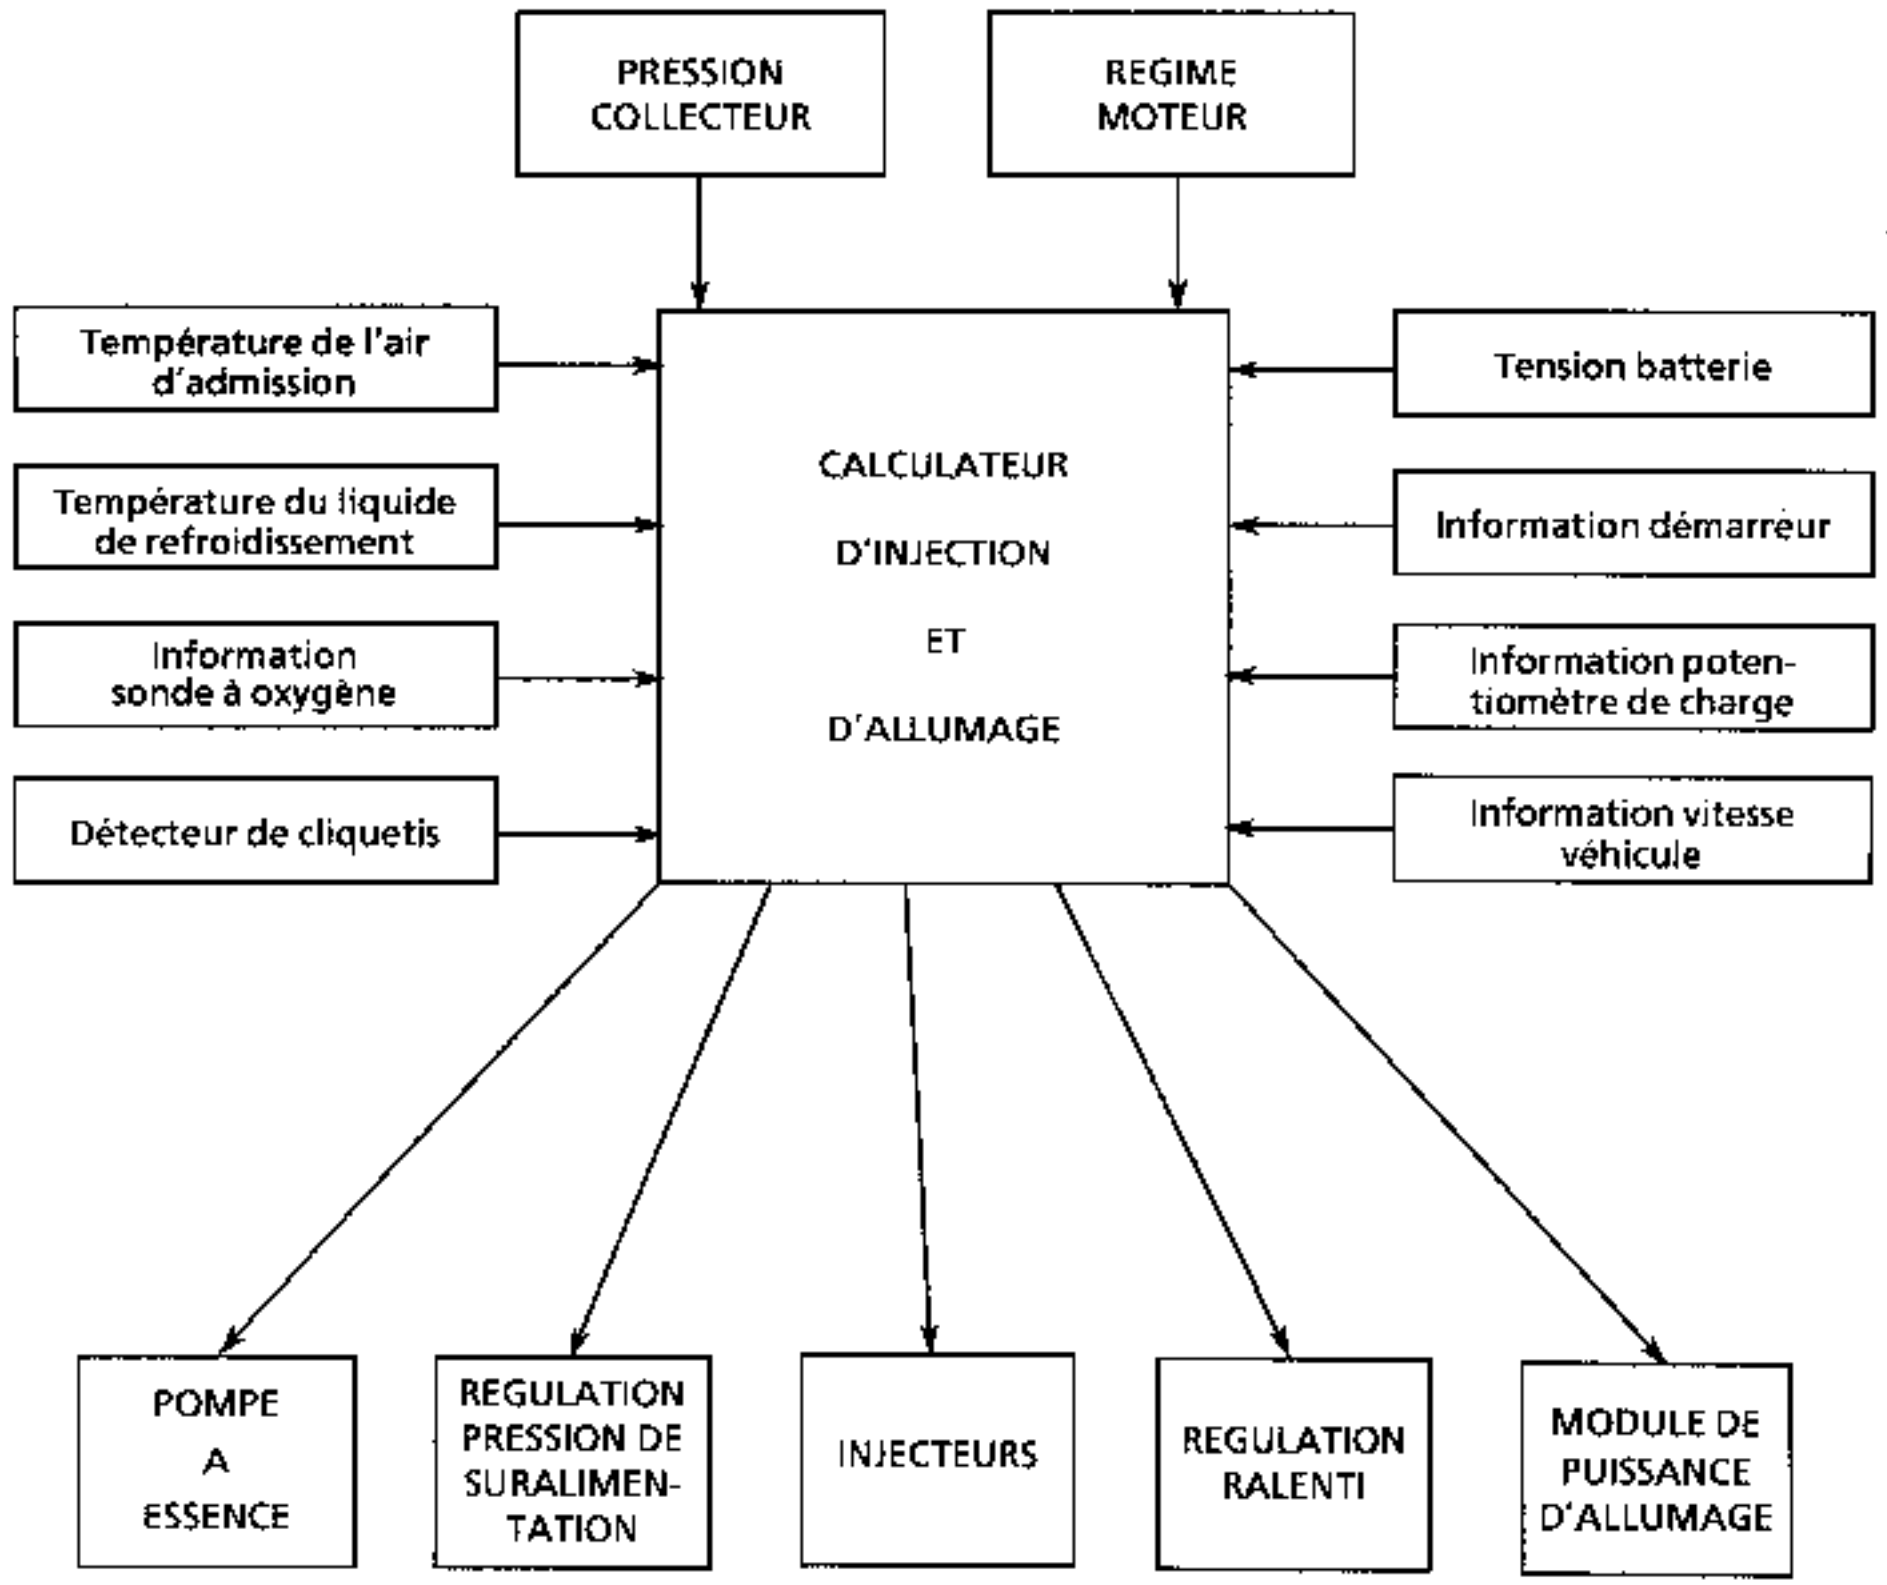 PRESSION
COLLECTEUR
REGIME
MOTEUR
Température de l'air
d'admission
Température du liquide
de refroidissement
Information
sonde à oxygène
Détecteur de cliquetis
CALCULATEUR
D'INJECTION
ET
D'ALLUMAGE
Tension batterie
Information démarreur
Information poten-
tiomètre de charge
Information vitesse
véhicule
POMPE
A
ESSENCE
REGULATION
PRESSION DE
SURALIMEN-
TATION
INJECTEURS
REGULATION
RALENTI
MODULE DE
PUISSANCE
D'ALLUMAGE